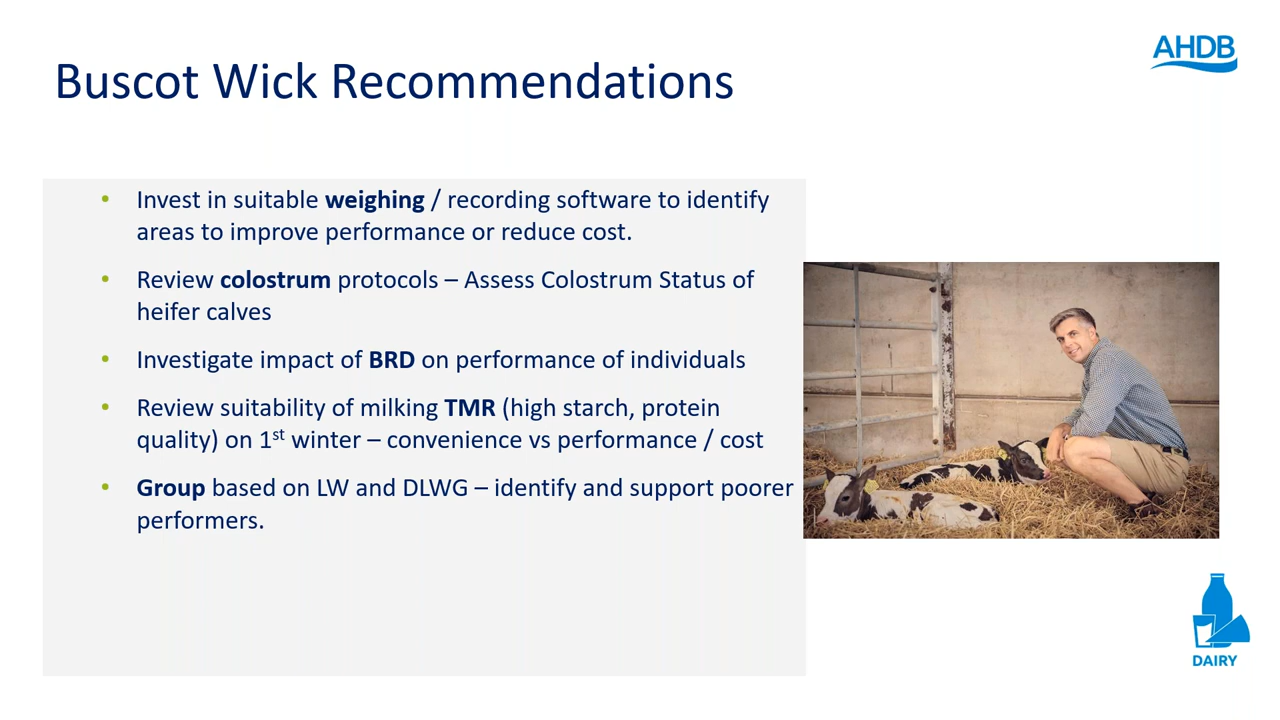 AHDB
Buscot Wick Recommendations
• Invest in suitable weighing / recording software to identify
areas to improve performance or reduce cost.
• Review colostrum protocols – Assess Colostrum Status of
heifer calves
• Investigate impact of BRD on performance of individuals
• Review suitability of milking TMR (high starch, protein
quality) on 1st winter – convenience vs performance / cost
• Group based on LW and DLWG – identify and support poorer
performers.
DAIRY